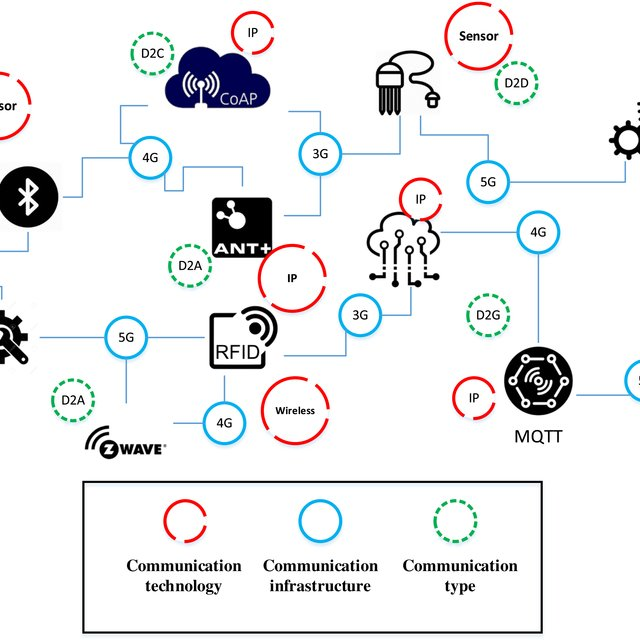 IP
Sensor
D2C
D2D
CoAP
sor
4G
3G
5G
IP
4G
ANT+
D2A
IP
3G
D2G
5G
RFID
D2A
IP
Wireless
4G
Z WAVE
MQTT
Communication
technology
Communication
infrastructure
Communication
type